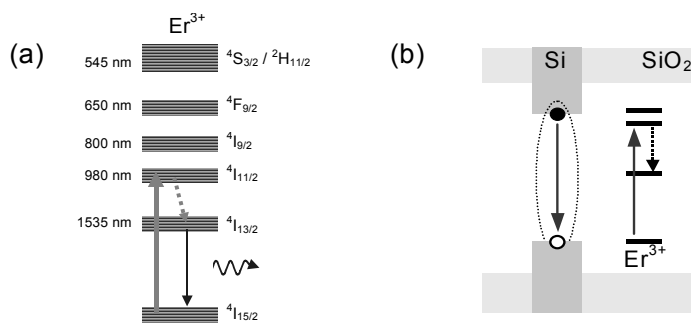 (a)
Er³⁺
545 nm
⁴S₃/₂ / ²H₁₁/₂
650 nm
⁴F₉/₂
800 nm
⁴I₉/₂
980 nm
⁴I₁₁/₂
1535 nm
⁴I₁₃/₂
⁴I₁₅/₂
(b)
Si
SiO₂
Er³⁺